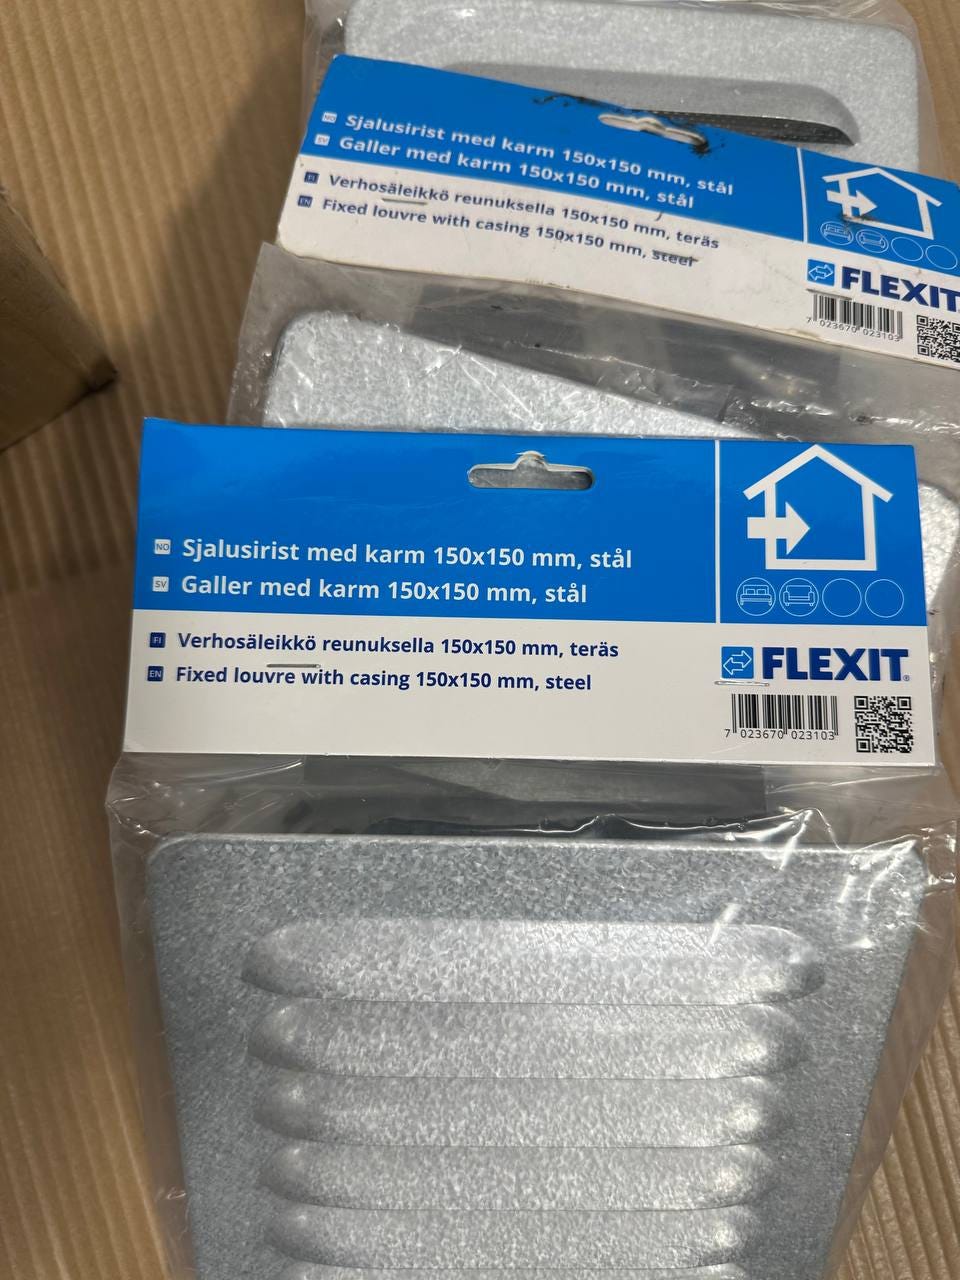 NO Sjalusirist med karm 150x150 mm, stål
SV Galler med karm 150x150 mm, stål
FI Verhosäleikkö reunuksella 150x150 mm, teräs
EN Fixed louvre with casing 150x150 mm, steel
FLEXIT
7 023670 023103
NO Sjalusirist med karm 150x150 mm, stål
SV Galler med karm 150x150 mm, stål
FI Verhosäleikkö reunuksella 150x150 mm, teräs
EN Fixed louvre with casing 150x150 mm, steel
FLEXIT®
7 023670 023103